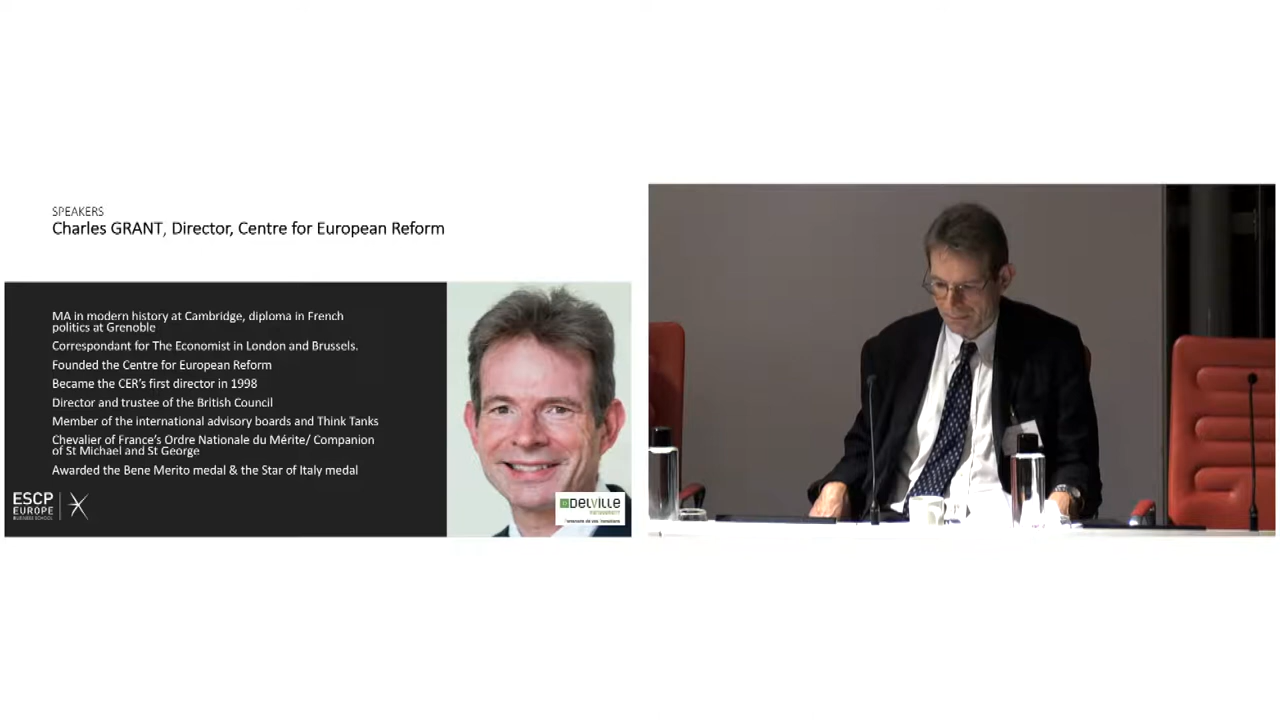 SPEAKERS
Charles GRANT, Director, Centre for European Reform
MA in modern history at Cambridge, diploma in French
politics at Grenoble
Correspondant for The Economist in London and Brussels.
Founded the Centre for European Reform
Became the CER's first director in 1998
Director and trustee of the British Council
Member of the international advisory boards and Think Tanks
Chevalier of France's Ordre Nationale du Mérite/ Companion
of St Michael and St George
Awarded the Bene Merito medal & the Star of Italy medal
ESCP
EUROPE
BUSINESS SCHOOL
DELVILLE
MANAGEMENT